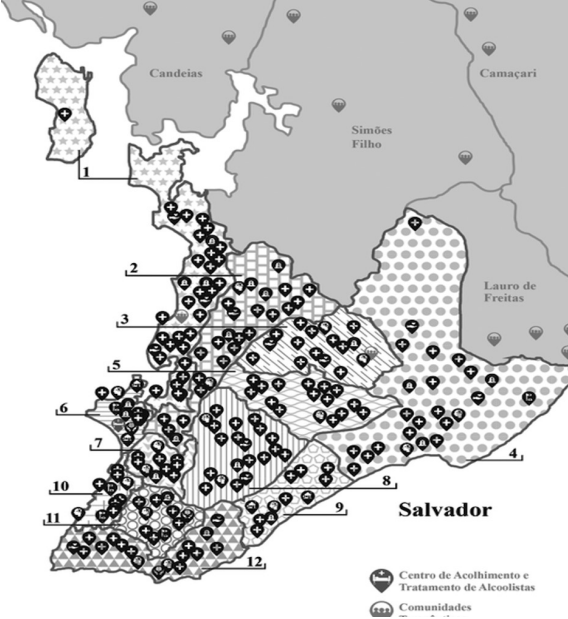 Candeias
Camaçari
Simões
Filho
1
2
Lauro de
Freitas
3
5
6
7
4
8
10
9
Salvador
11
12
Centro de Acolhimento e
Tratamento de Alcoolistas
Comunidades